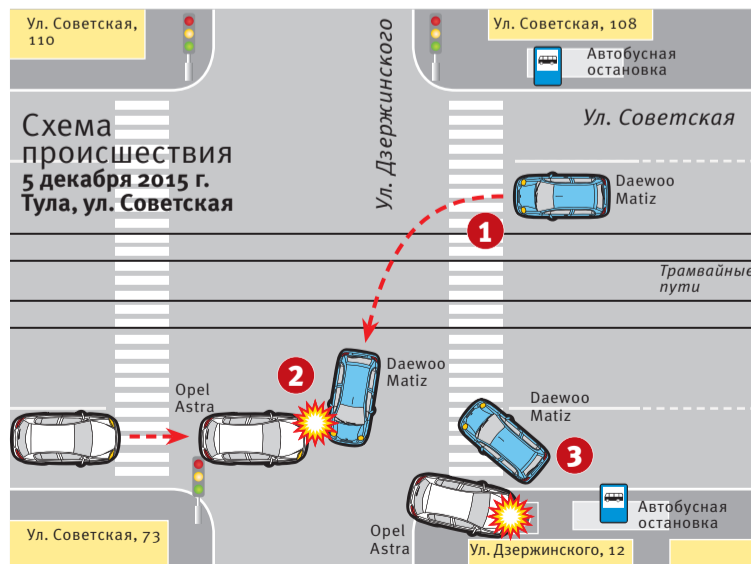 Ул. Советская,
110
Ул. Советская, 108
Автобусная
остановка
Ул. Дзержинского
Ул. Советская
Схема
происшествия
5 декабря 2015 г.
Тула, ул. Советская
Daewoo
Matiz
1
Трамвайные
пути
2
Daewoo
Matiz
Opel
Astra
Daewoo
Matiz
3
Ул. Советская, 73
Opel
Astra
Автобусная
остановка
Ул. Дзержинского, 12